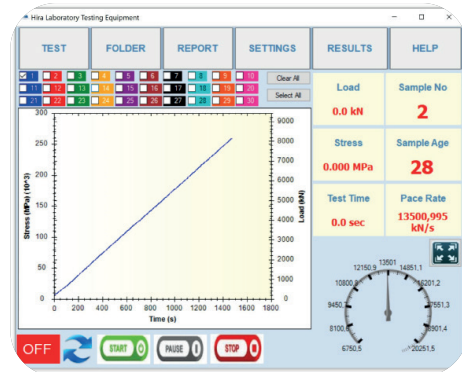 Hira Laboratory Testing Equipment
TEST FOLDER REPORT SETTINGS RESULTS HELP
1 2 3 4 5 6 7 8 9 10 Clear All
11 12 13 14 15 16 17 18 19 20
21 22 23 24 25 26 27 28 29 30 Select All
Load Sample No
0.0 kN 2
Stress Sample Age
0.000 MPa 28
Test Time Pace Rate
0.0 sec 13500,995 kN/s
Stress (MPa) (10^3)
300
250
200
150
100
50
0
9000
8000
7000
6000
5000
4000
3000
2000
1000
0
Load (kN)
0 200 400 600 800 1000 1200 1400 1600 1800
Time (s)
13501
12150,9 14851,1
10800,8 16201,2
9450,7 17551,3
8100,6 18901,4
6750,5 20251,5
OFF START PAUSE STOP